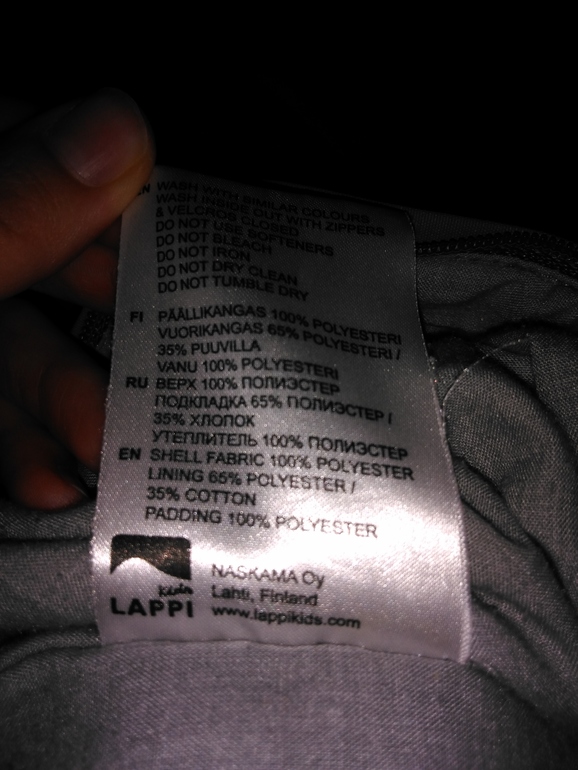 EN WASH WITH SIMILAR COLOURS
WASH INSIDE OUT WITH ZIPPERS
& VELCROS CLOSED
DO NOT USE SOFTENERS
DO NOT BLEACH
DO NOT IRON
DO NOT DRY CLEAN
DO NOT TUMBLE DRY
FI PÄÄLLIKANGAS 100% POLYESTERI
VUORIKANGAS 65% POLYESTERI /
35% PUUVILLA
VANU 100% POLYESTERI
RU ВЕРХ 100% ПОЛИЭСТЕР
ПОДКЛАДКА 65% ПОЛИЭСТЕР /
35% ХЛОПОК
УТЕПЛИТЕЛЬ 100% ПОЛИЭСТЕР
EN SHELL FABRIC 100% POLYESTER
LINING 65% POLYESTER /
35% COTTON
PADDING 100% POLYESTER
Kids
LAPPI
NASKAMA Oy
Lahti, Finland
www.lappikids.com